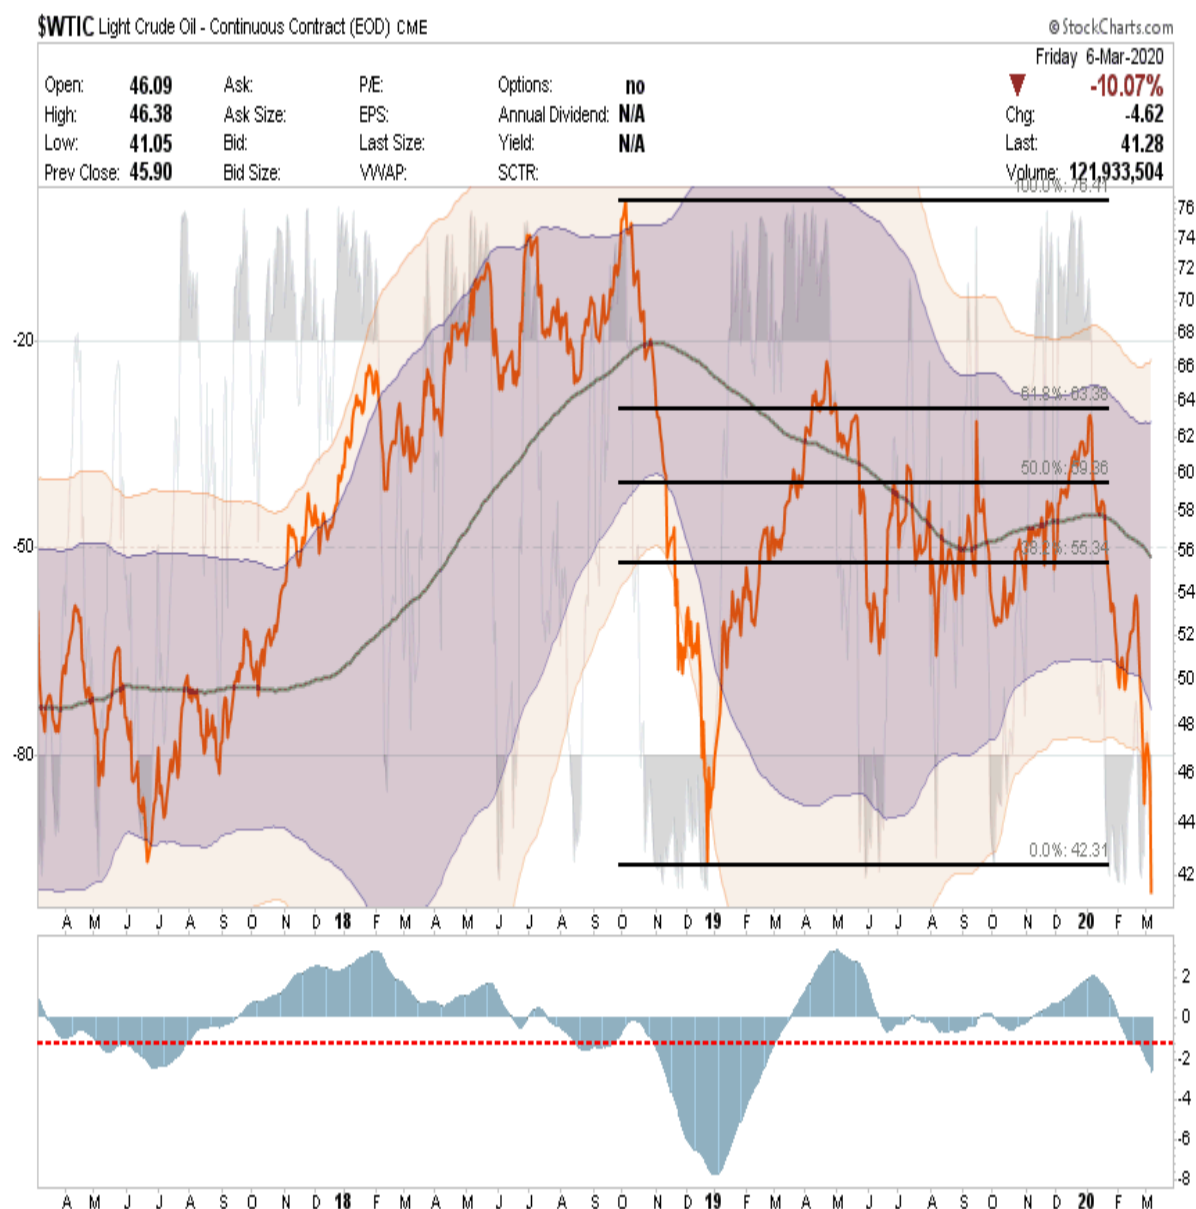 $WTIC Light Crude Oil - Continuous Contract (EOD) CME © StockCharts.com
Friday 6-Mar-2020
Open: 46.09 Ask: P/E: Options: no ▼ -10.07%
High: 46.38 Ask Size: EPS: Annual Dividend: N/A Chg: -4.62
Low: 41.05 Bid: Last Size: Yield: N/A Last: 41.28
Prev Close: 45.90 Bid Size: VWAP: SCTR: Volume: 121,933,504
100.0%: 76.41
76
74
72
70
-20 68
66
61.8%: 63.38 64
62
50.0%: 59.36 60
58
-50 38.2%: 55.34 56
54
52
50
-80 48
46
44
0.0%: 42.31
42
A M J J A S O N D 18 F M A M J J A S O N D 19 F M A M J J A S O N D 20 F M
2
0
-2
-4
-6
-8
A M J J A S O N D 18 F M A M J J A S O N D 19 F M A M J J A S O N D 20 F M